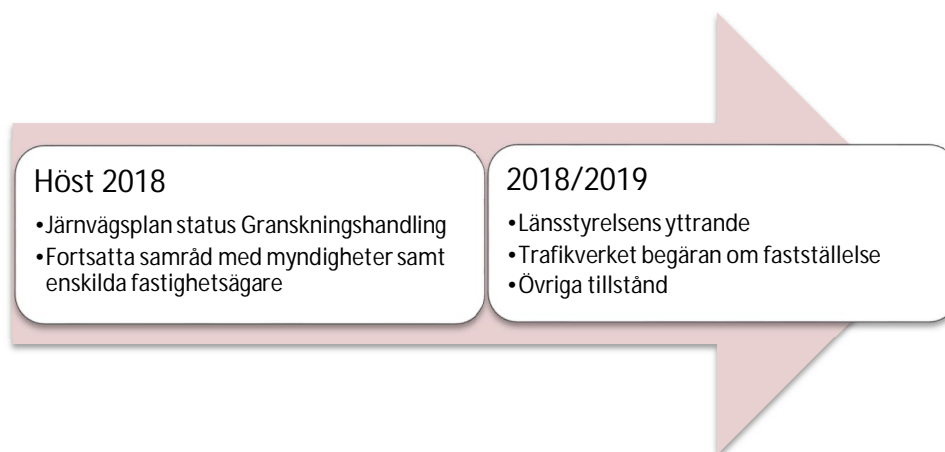 Höst 2018
•Järnvägsplan status Granskningshandling
•Fortsatta samråd med myndigheter samt
enskilda fastighetsägare
2018/2019
•Länsstyrelsens yttrande
•Trafikverket begäran om fastställelse
•Övriga tillstånd